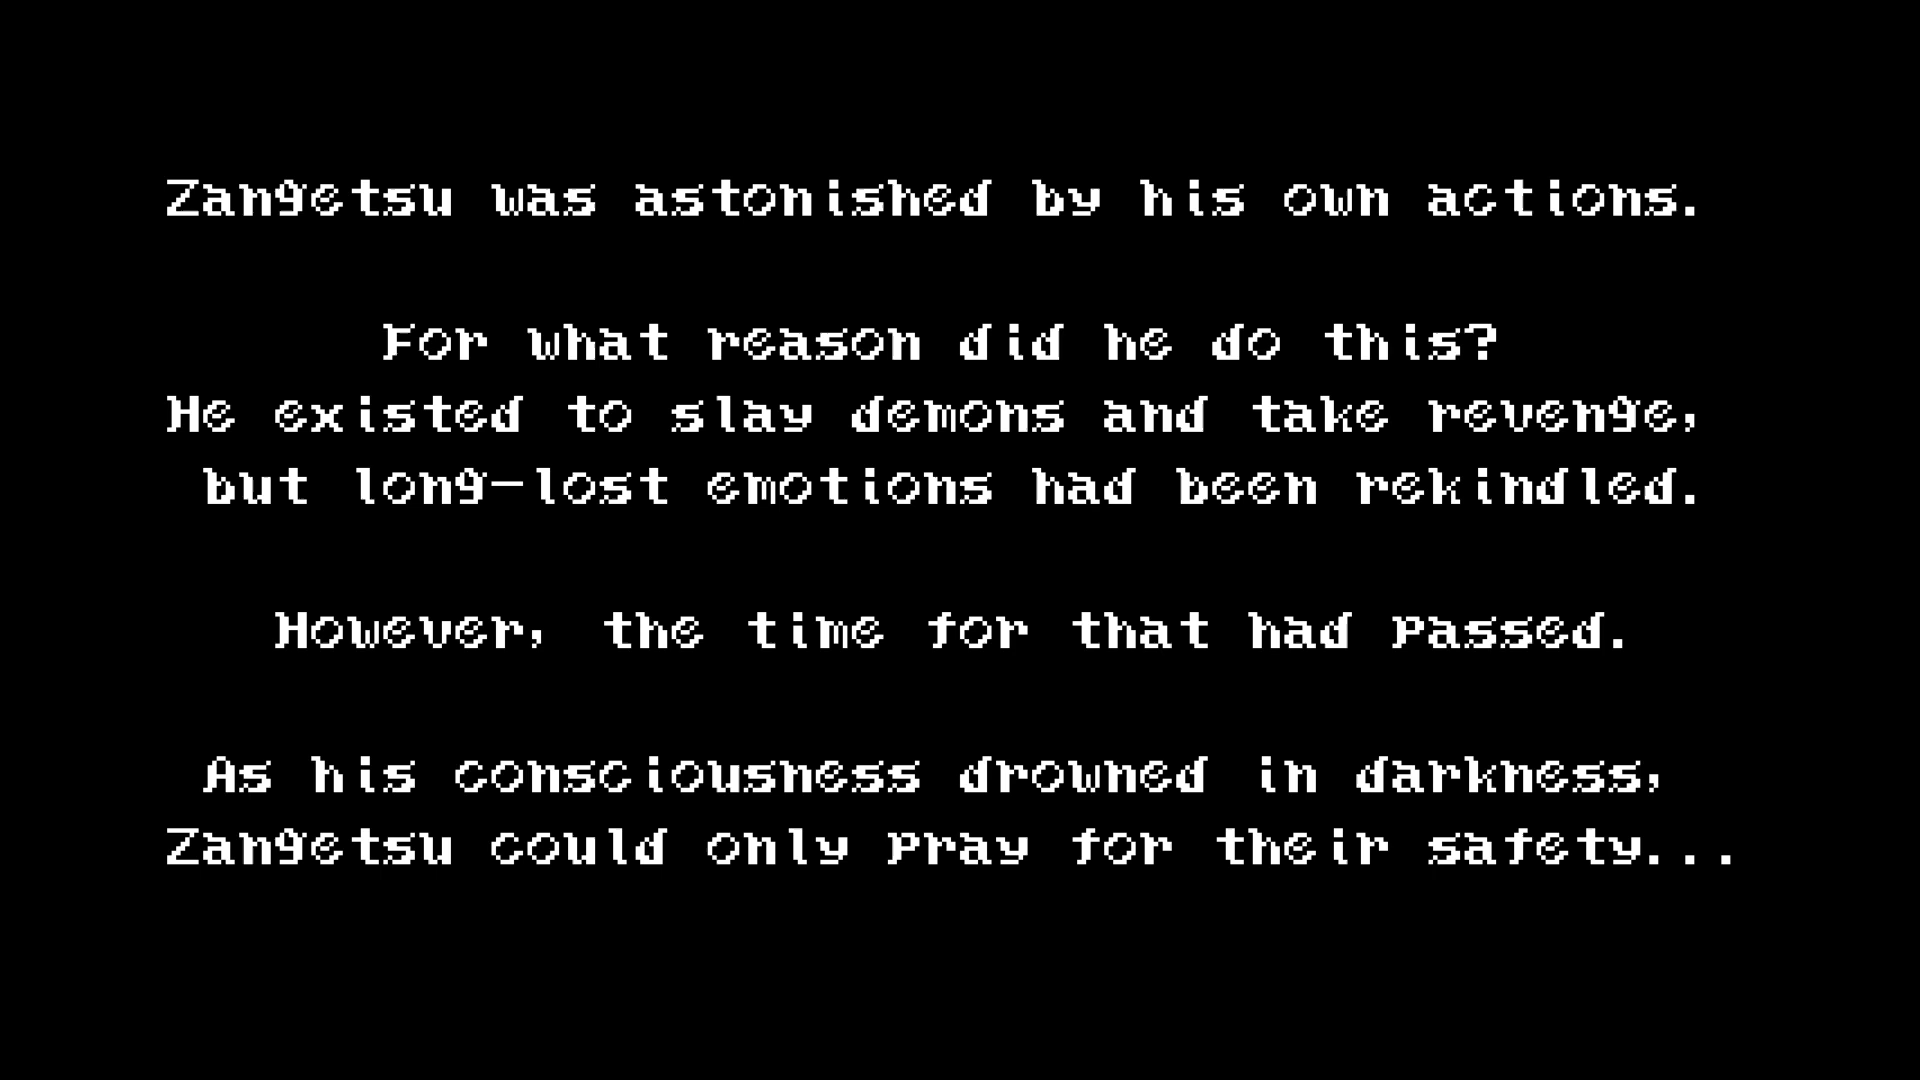 Zangetsu was astonished by his own actions.
For what reason did he do this?
He existed to slay demons and take revenge,
but long-lost emotions had been rekindled.
However, the time for that had passed.
As his consciousness drowned in darkness,
Zangetsu could only pray for their safety...